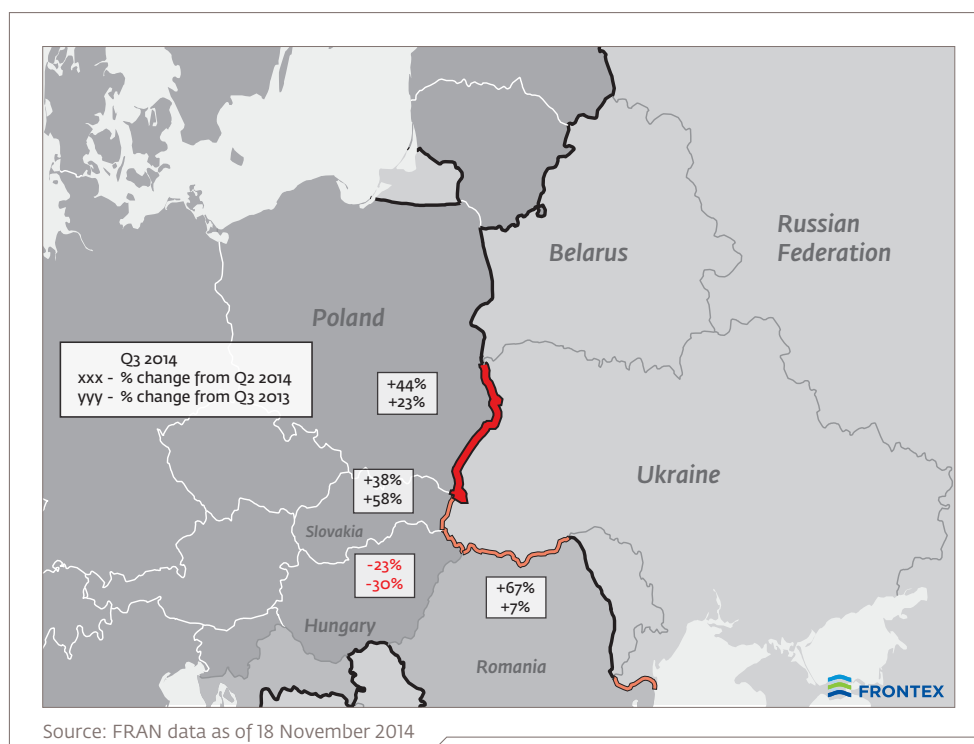 Russian
Federation
Belarus
Poland
Q3 2014
xxx - % change from Q2 2014
yyy - % change from Q3 2013
+44%
+23%
Ukraine
+38%
+58%
Slovakia
-23%
-30%
+67%
+7%
Hungary
Romania
FRONTEX
Source: FRAN data as of 18 November 2014